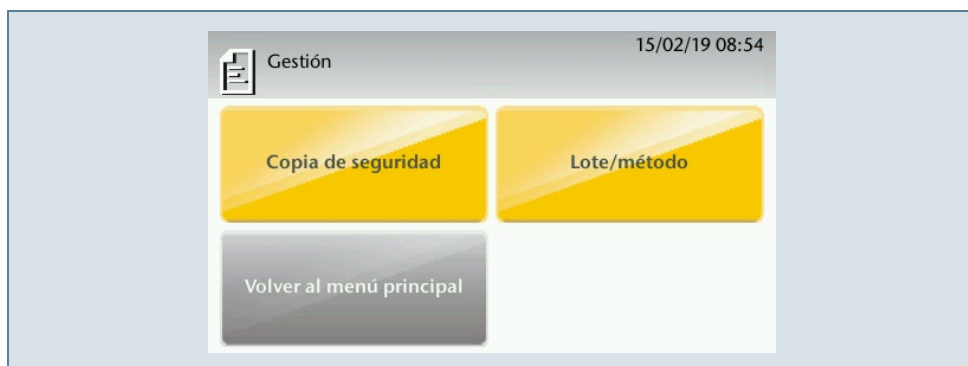 15/02/19 08:54
Gestión
Copia de seguridad
Lote/método
Volver al menú principal